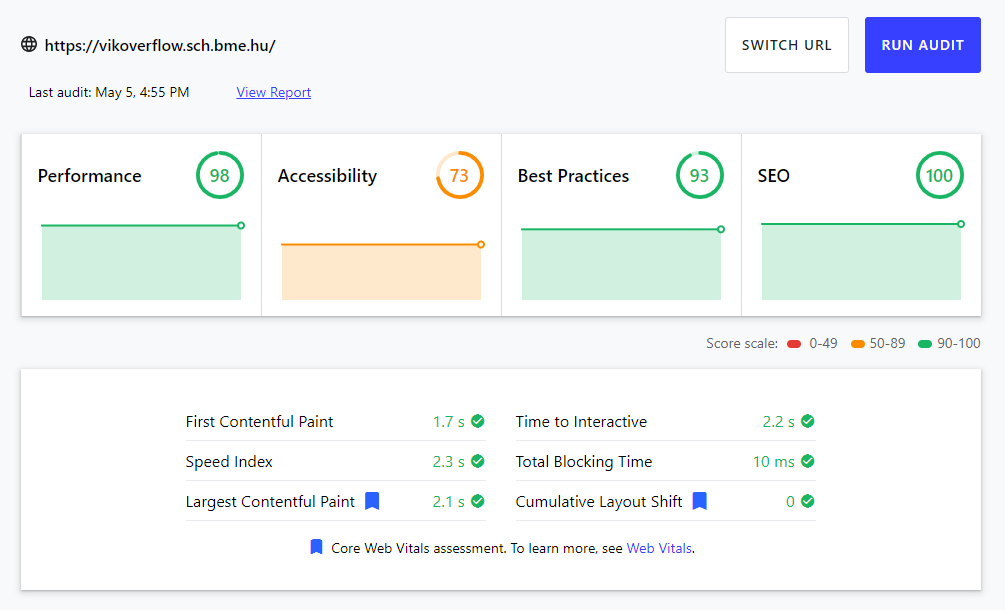 https://vikoverflow.sch.bme.hu/
SWITCH URL
RUN AUDIT
Last audit: May 5, 4:55 PM
View Report
Performance
98
Accessibility
73
Best Practices
93
SEO
100
Score scale: 0-49 50-89 90-100
First Contentful Paint 1.7 s
Time to Interactive 2.2 s
Speed Index 2.3 s
Total Blocking Time 10 ms
Largest Contentful Paint 2.1 s
Cumulative Layout Shift 0
Core Web Vitals assessment. To learn more, see Web Vitals.